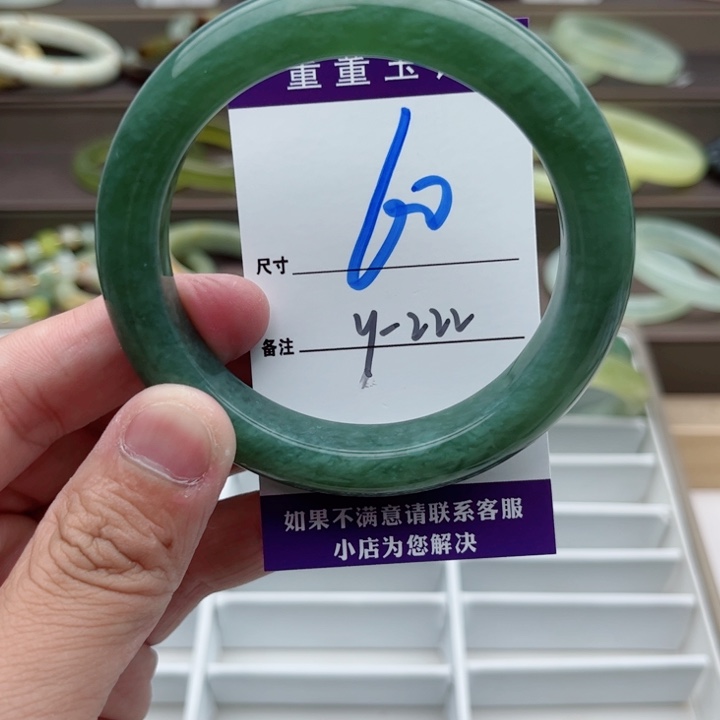 重董玉
60
尺寸
备注 y-222
如果不满意请联系客服
小店为您解决